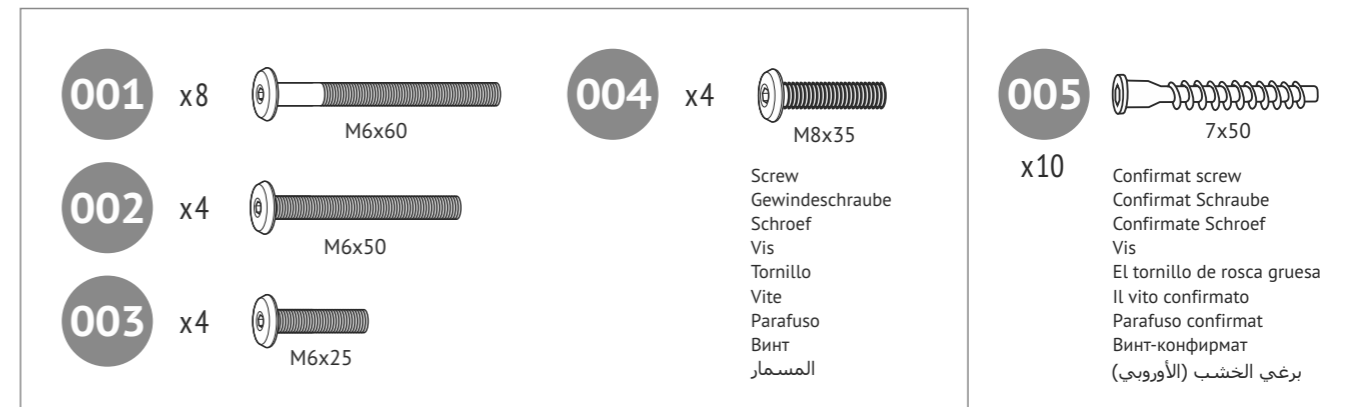 001 x8
M6x60
002 x4
M6x50
003 x4
M6x25
004 x4
M8x35
Screw
Gewindeschraube
Schroef
Vis
Tornillo
Vite
Parafuso
Винт
المسمار
005
x10
7x50
Confirmat screw
Confirmat Schraube
Confirmate Schroef
Vis
El tornillo de rosca gruesa
Il vito confirmato
Parafuso confirmat
Винт-конфирмат
برغي الخشب (الأوروبي)